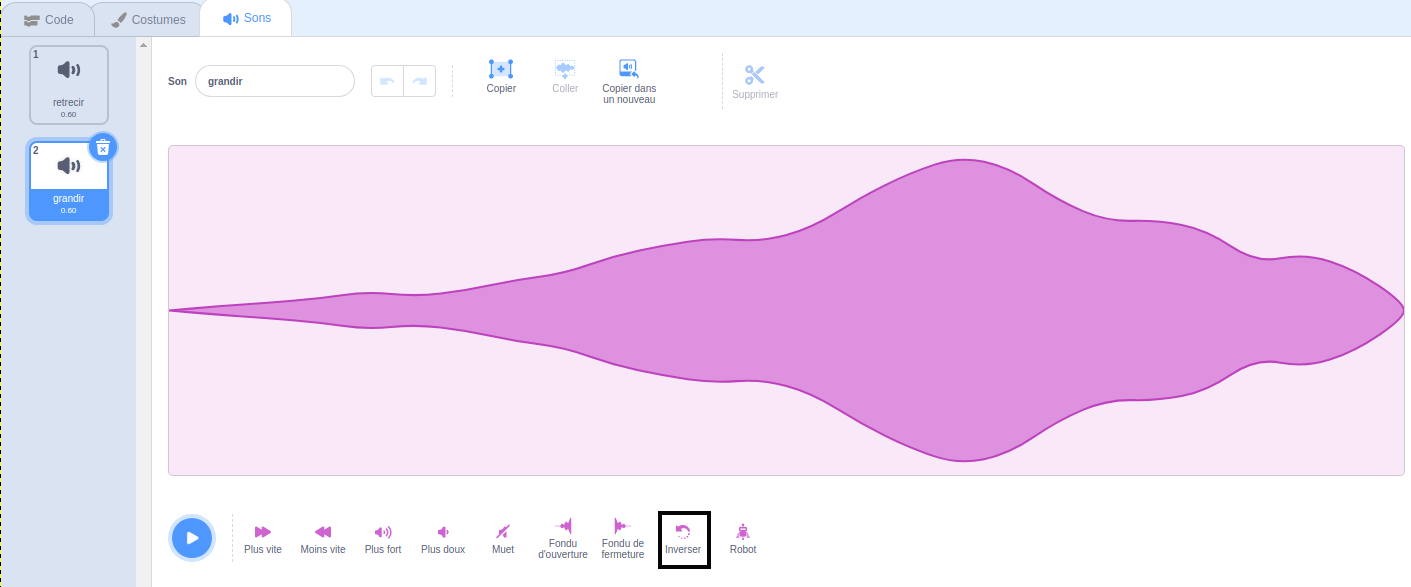 Code
Costumes
Sons
1
retrecir
0.60
2
grandir
0.60
Son
grandir
Copier
Coller
Copier dans
un nouveau
Supprimer
Plus vite
Moins vite
Plus fort
Plus doux
Muet
Fondu
d'ouverture
Fondu de
fermeture
Inverser
Robot